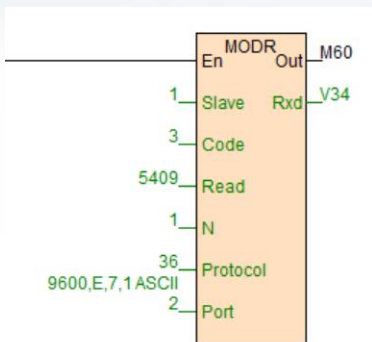 MODR
En Out M60
1 Slave Rxd V34
3 Code
5409 Read
1 N
36 Protocol
9600,E,7,1 ASCII
2 Port